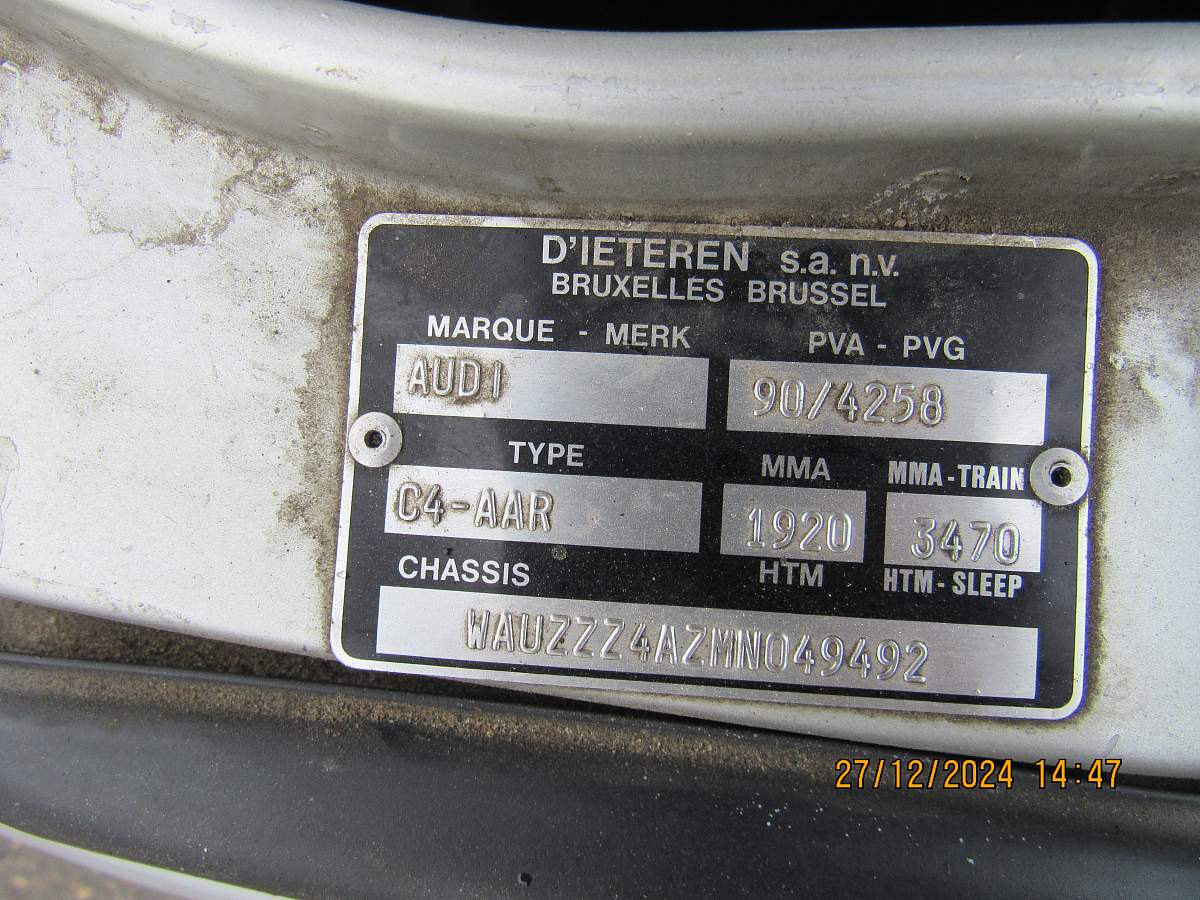 D'IETEREN s.a. n.v.
BRUXELLES BRUSSEL
MARQUE - MERK PVA - PVG
AUDI 90/4258
TYPE MMA MMA-TRAIN
C4-AAR 1920 3470
CHASSIS HTM HTM-SLEEP
WAUZZZ4AZMN049492
27/12/2024 14:47